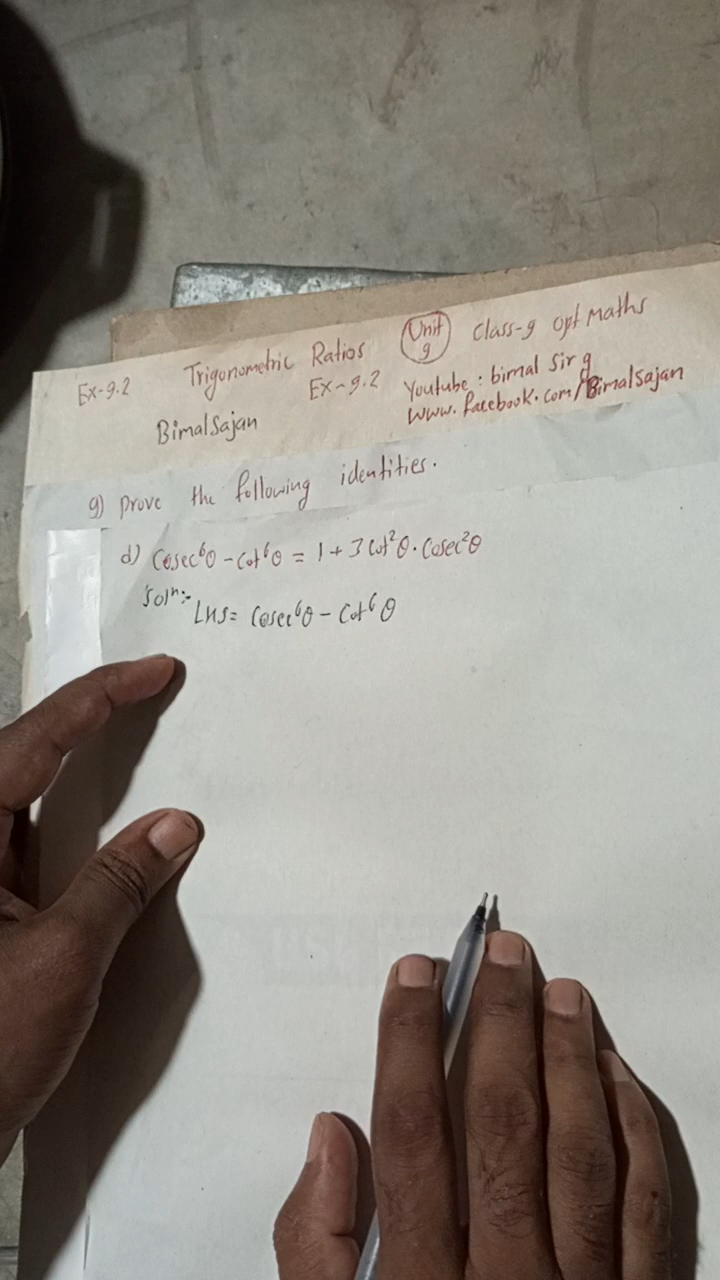 Ex-9.2 Trigonometric Ratios Unit 9 Class-9 opt Maths
BimalSajan Ex-9.2 Youtube : bimal sir g
www.facebook.com/Bimalsajan
9) prove the following identities.
d) Cosec⁶θ - cot⁶θ = 1 + 3 cot²θ . Cosec²θ
Solⁿ:-
LHS = Cosec⁶θ - Cot⁶θ